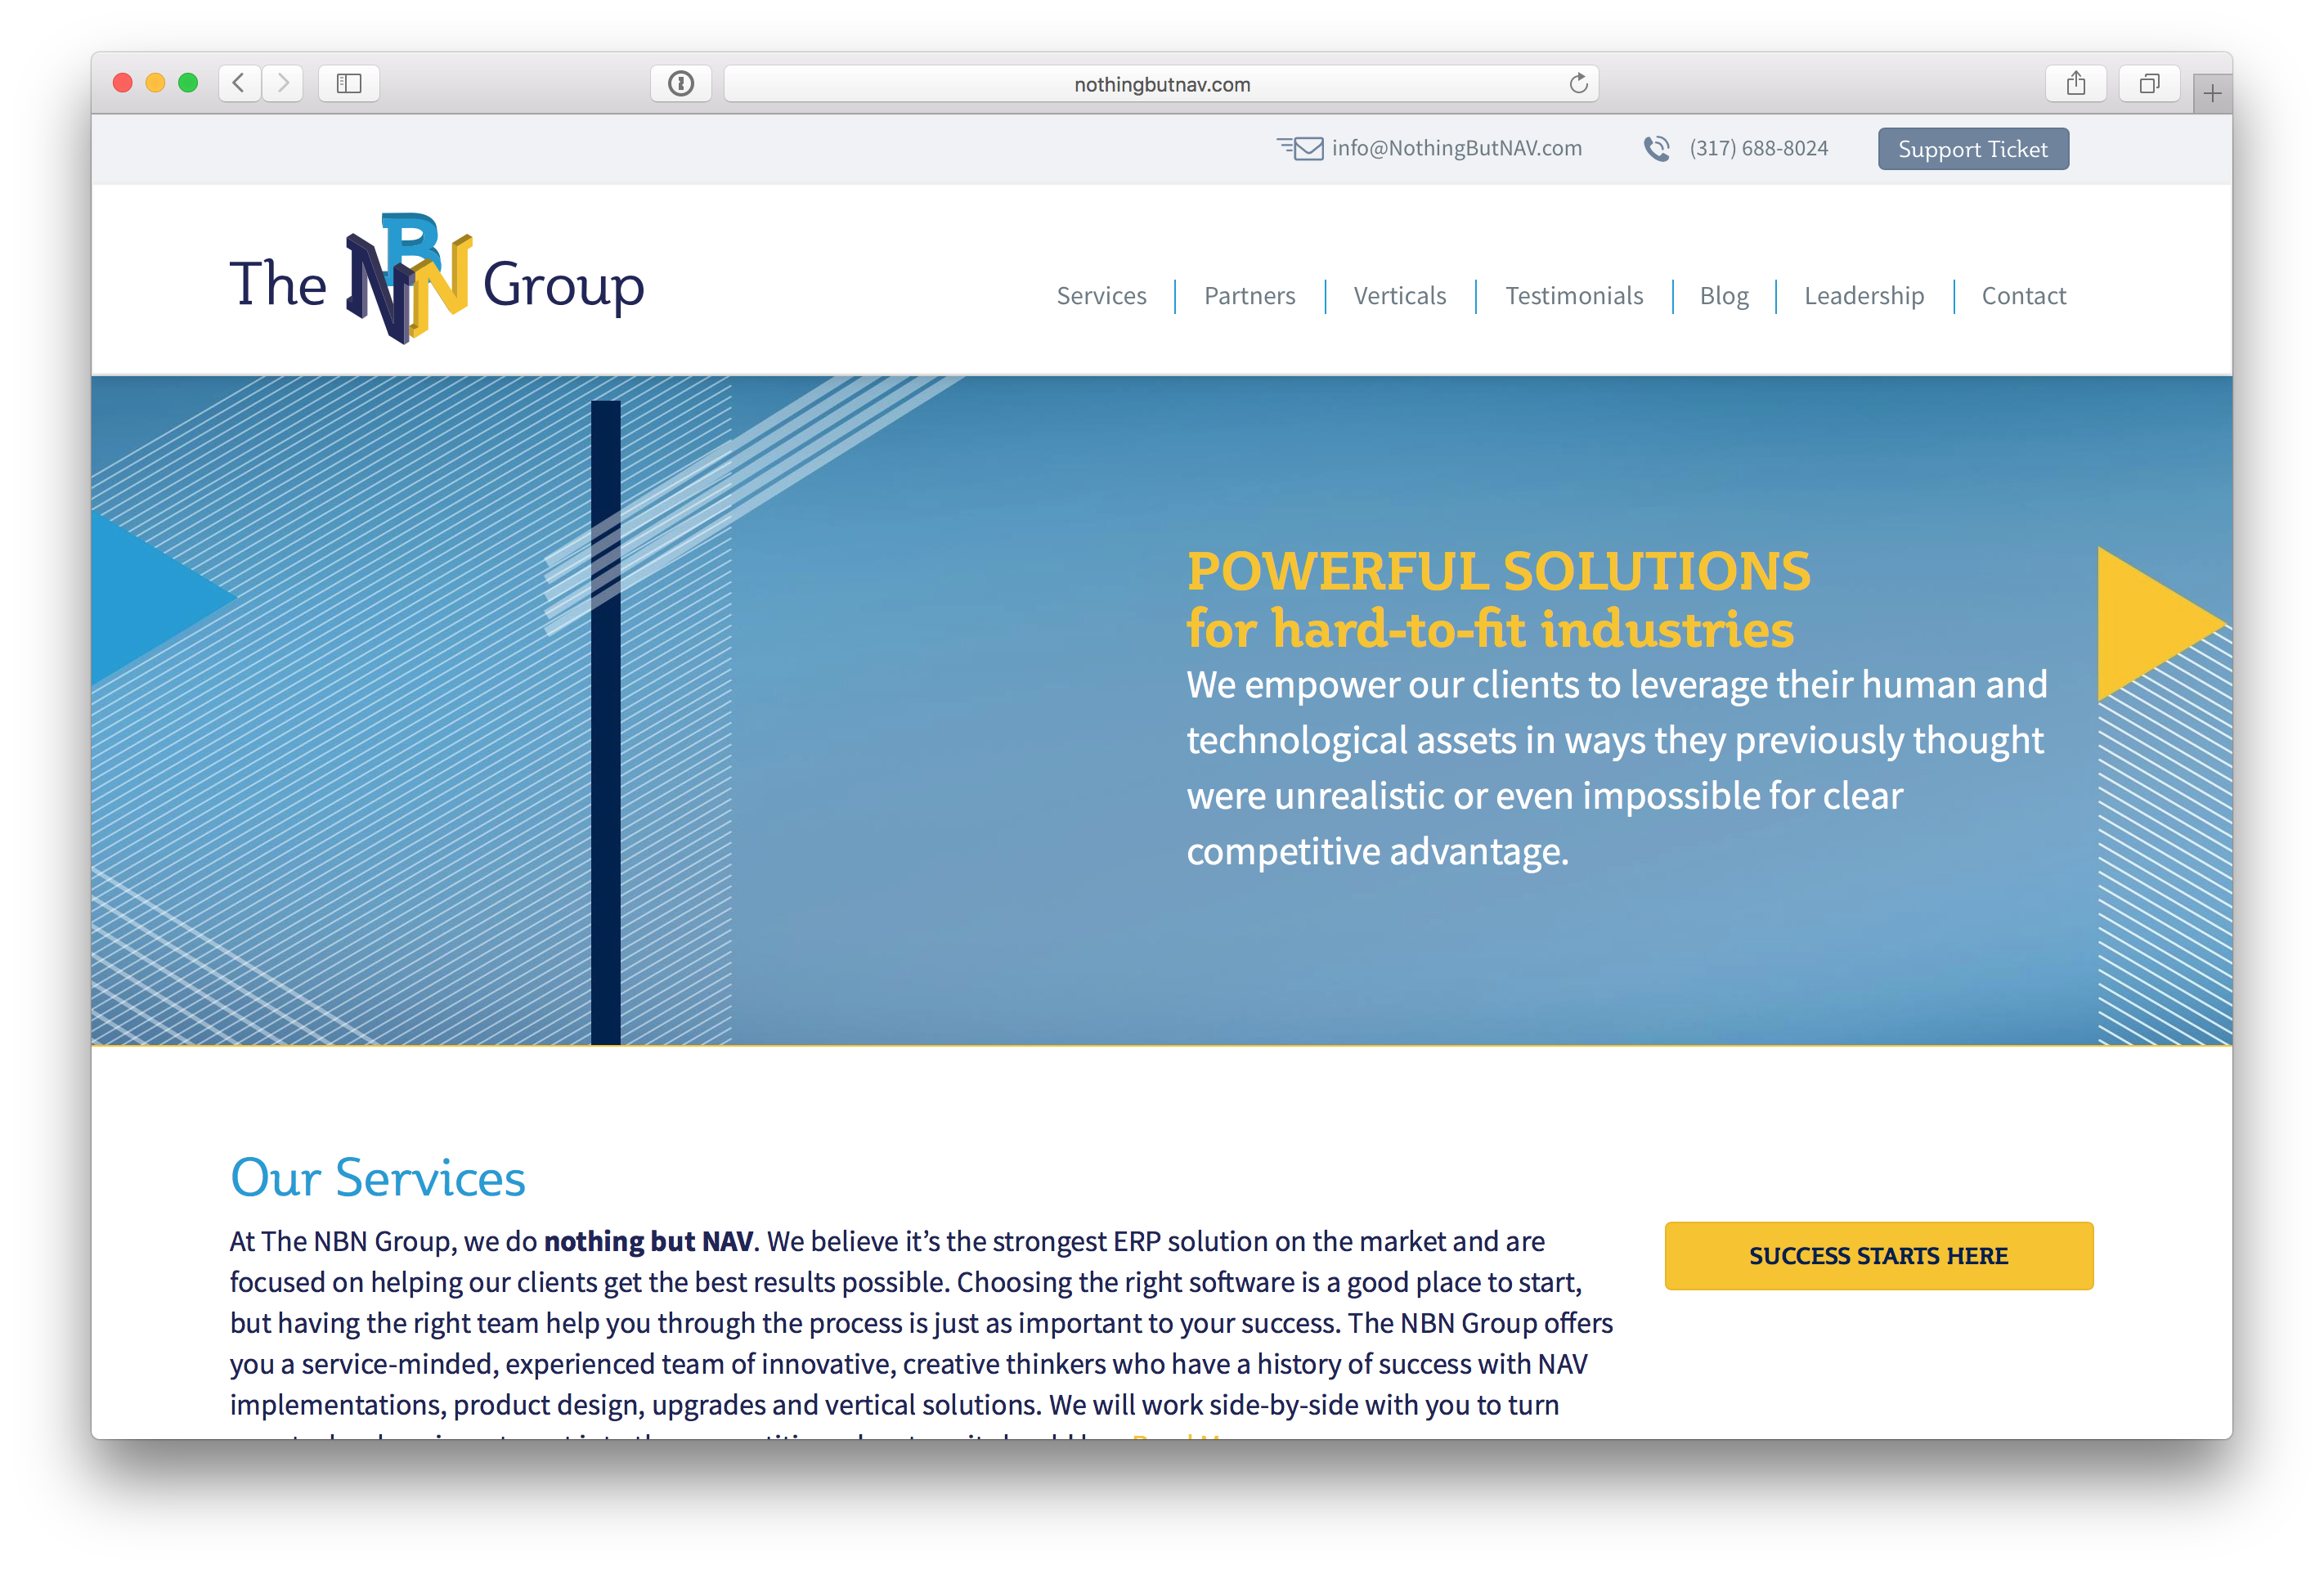 nothingbutnav.com
info@NothingButNAV.com
(317) 688-8024
Support Ticket
The NBN Group
Services
Partners
Verticals
Testimonials
Blog
Leadership
Contact
POWERFUL SOLUTIONS
for hard-to-fit industries
We empower our clients to leverage their human and
technological assets in ways they previously thought
were unrealistic or even impossible for clear
competitive advantage.
Our Services
At The NBN Group, we do nothing but NAV. We believe it’s the strongest ERP solution on the market and are
focused on helping our clients get the best results possible. Choosing the right software is a good place to start,
but having the right team help you through the process is just as important to your success. The NBN Group offers
you a service-minded, experienced team of innovative, creative thinkers who have a history of success with NAV
implementations, product design, upgrades and vertical solutions. We will work side-by-side with you to turn
SUCCESS STARTS HERE